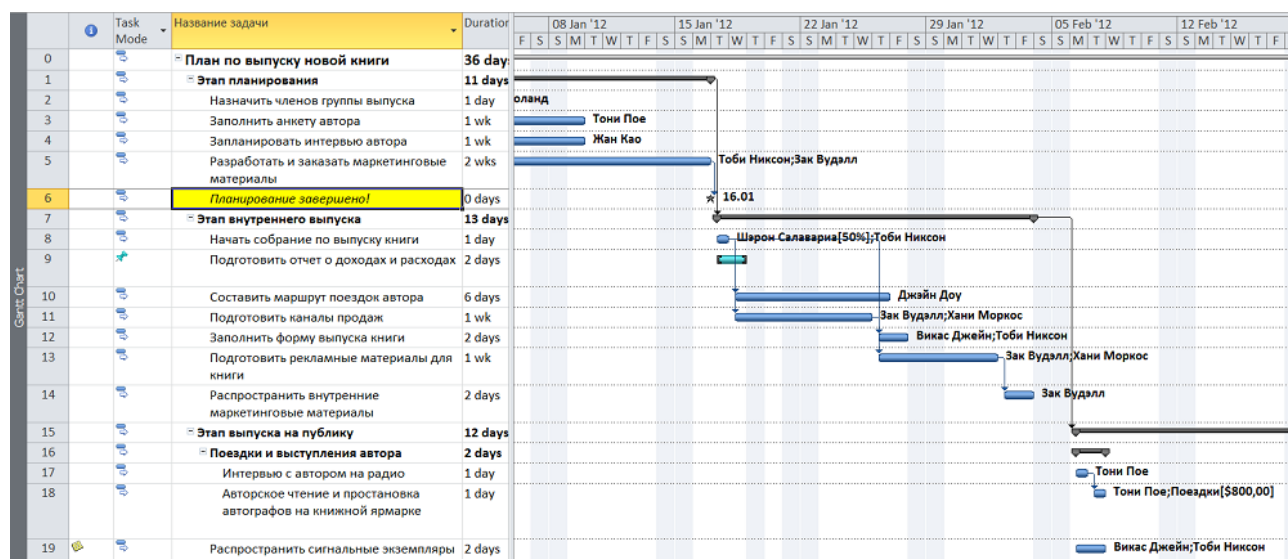 Task Mode Название задачи Duration 08 Jan '12 15 Jan '12 22 Jan '12 29 Jan '12 05 Feb '12 12 Feb '12
F S S M T W T F S S M T W T F S S M T W T F S S M T W T F S S M T W T F S S M T W T F
0 План по выпуску новой книги 36 day
1 Этап планирования 11 days
2 Назначить членов группы выпуска 1 day оланд
3 Заполнить анкету автора 1 wk Тони Пое
4 Запланировать интервью автора 1 wk Жан Као
5 Разработать и заказать маркетинговые 2 wks Тоби Никсон;Зак Вудэлл
материалы
6 Планирование завершено! 0 days 16.01
7 Этап внутреннего выпуска 13 days
8 Начать собрание по выпуску книги 1 day Шэрон Салавариа[50%];Тоби Никсон
9 Подготовить отчет о доходах и расходах 2 days
10 Составить маршрут поездок автора 6 days Джэйн Доу
11 Подготовить каналы продаж 1 wk Зак Вудэлл;Хани Моркос
12 Заполнить форму выпуска книги 2 days Викас Джейн;Тоби Никсон
13 Подготовить рекламные материалы для 1 wk Зак Вудэлл;Хани Моркос
книги
14 Распространить внутренние 2 days Зак Вудэлл
маркетинговые материалы
15 Этап выпуска на публику 12 days
16 Поездки и выступления автора 2 days
17 Интервью с автором на радио 1 day Тони Пое
18 Авторское чтение и простановка 1 day Тони Пое;Поездки[$800,00]
автографов на книжной ярмарке
19 Распространить сигнальные экземпляры 2 days Викас Джейн;Тоби Никсон
Gantt Chart